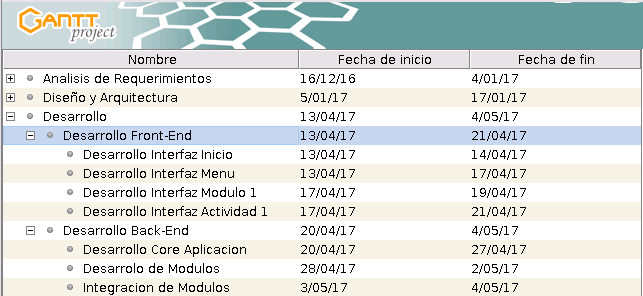 GANTT
project
Nombre Fecha de inicio Fecha de fin
Analisis de Requerimientos 16/12/16 4/01/17
Diseño y Arquitectura 5/01/17 17/01/17
Desarrollo 13/04/17 4/05/17
Desarrollo Front-End 13/04/17 21/04/17
Desarrollo Interfaz Inicio 13/04/17 14/04/17
Desarrollo Interfaz Menu 13/04/17 17/04/17
Desarrollo Interfaz Modulo 1 17/04/17 19/04/17
Desarrollo Interfaz Actividad 1 17/04/17 21/04/17
Desarrollo Back-End 20/04/17 4/05/17
Desarrollo Core Aplicacion 20/04/17 27/04/17
Desarrolo de Modulos 28/04/17 2/05/17
Integracion de Modulos 3/05/17 4/05/17